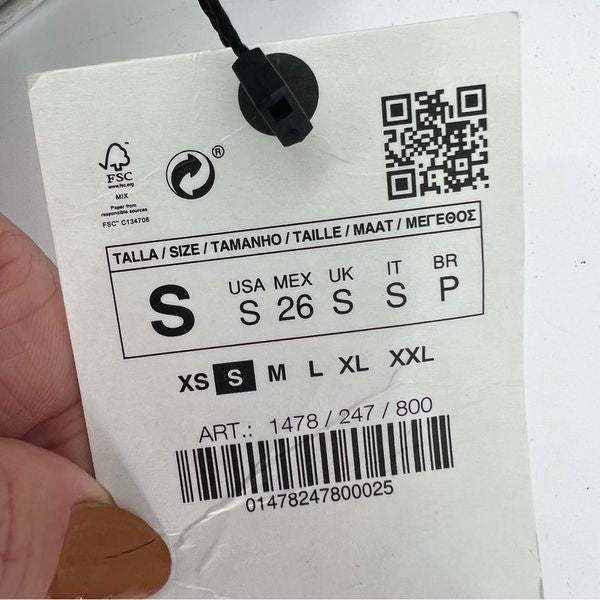 ®
FSC
www.fsc.org
MIX
Paper from
responsible sources
FSC™ C134706
TALLA / SIZE / TAMANHO / TAILLE / MAAT / ΜΕΓΕΘΟΣ
S
USA MEX UK IT BR
S 26 S S P
XS S M L XL XXL
ART.: 1478 / 247 / 800
01478247800025